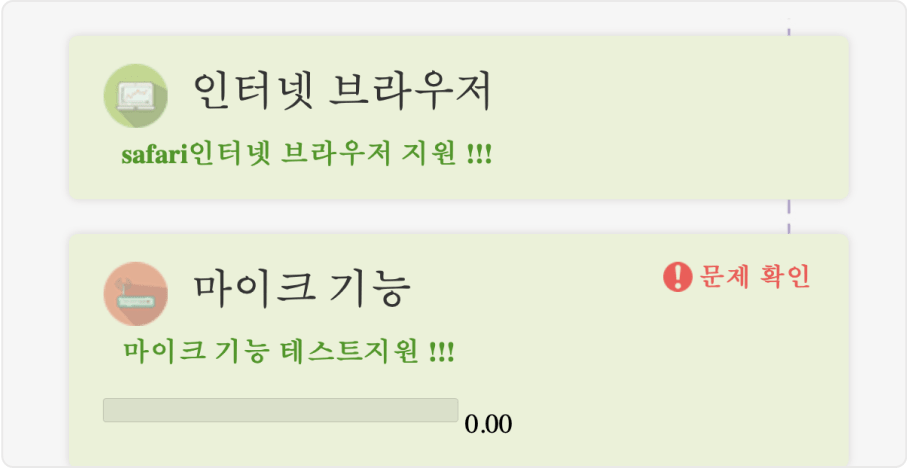 인터넷 브라우저
safari인터넷 브라우저 지원 !!!
마이크 기능
문제 확인
마이크 기능 테스트지원 !!!
0.00